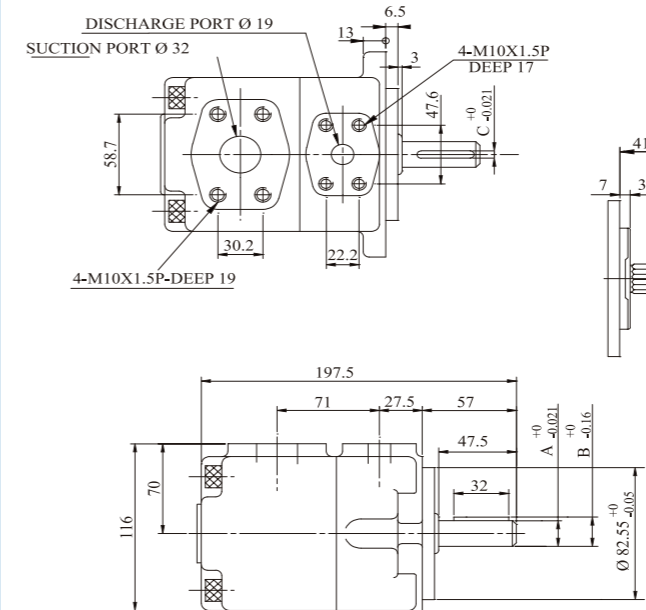 6.5
DISCHARGE PORT Ø 19
13
SUCTION PORT Ø 32
3
4-M10X1.5P
DEEP 17
47.6
C +0 -0.021
58.7
30.2
22.2
4-M10X1.5P-DEEP 19
7
197.5
71
27.5
57
47.5
32
A +0 -0.021
B +0 -0.16
70
116
Ø 82.55 +0 -0.05